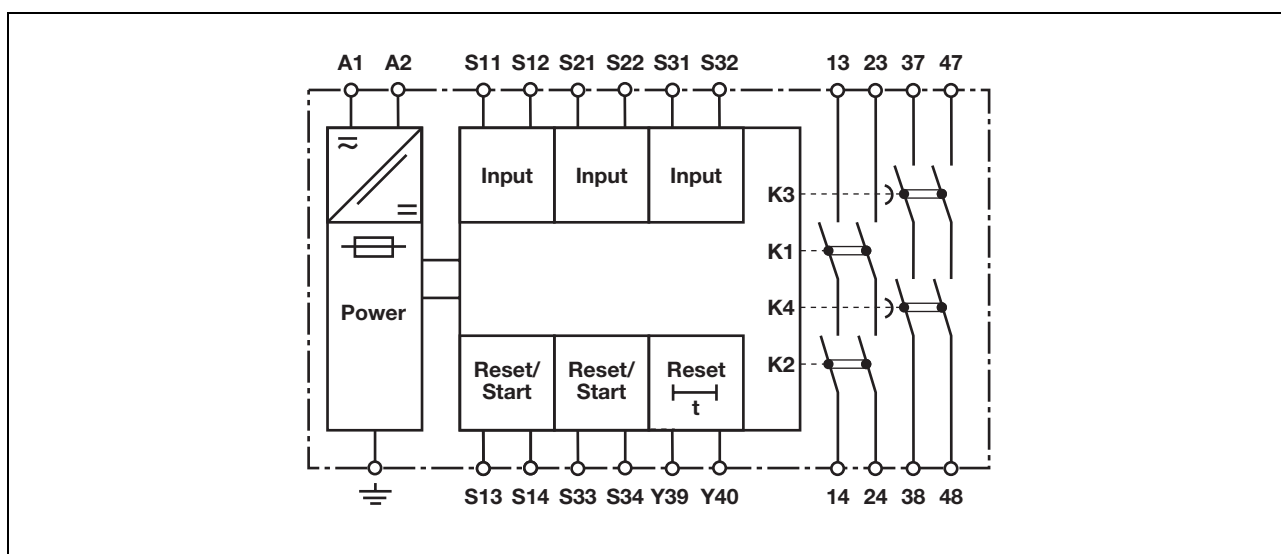 A1 A2 S11 S12 S21 S22 S31 S32 13 23 37 47
Input Input Input
K3
K1
K4
Power
K2
Reset/ Reset/ Reset
Start Start t
S13 S14 S33 S34 Y39 Y40 14 24 38 48